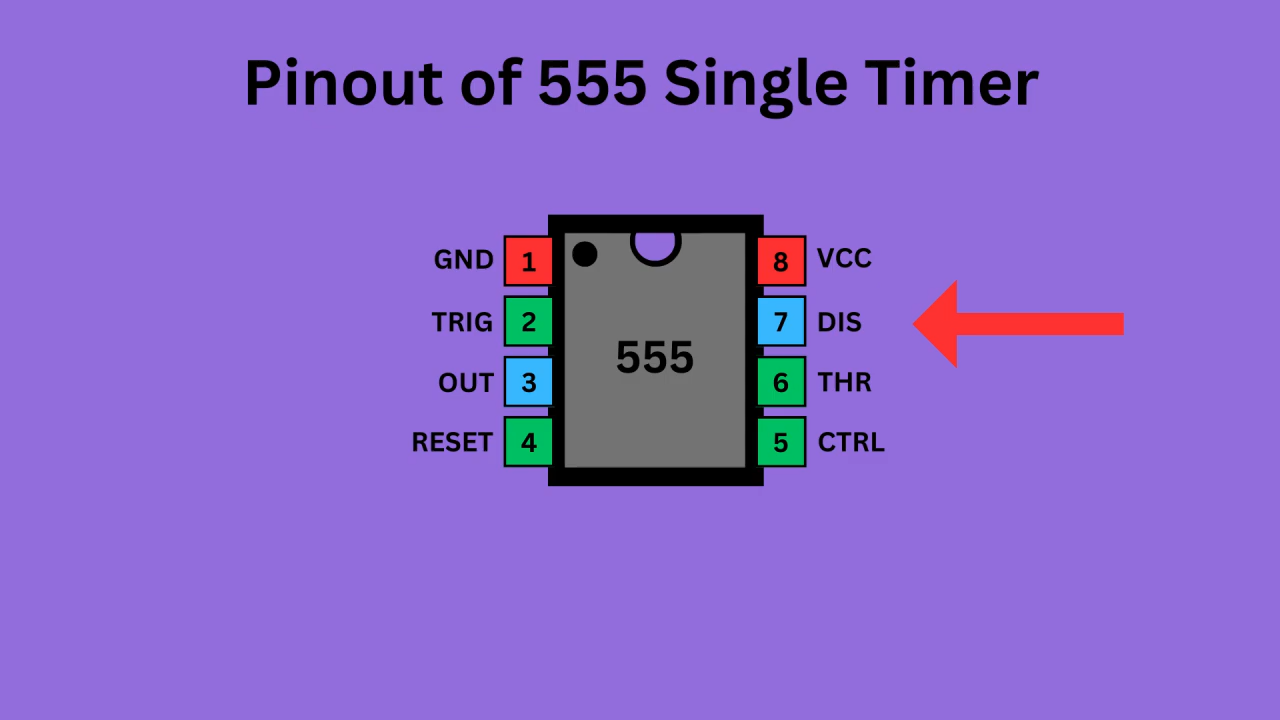 Pinout of 555 Single Timer
GND 1 8 VCC
TRIG 2 7 DIS
555
OUT 3 6 THR
RESET 4 5 CTRL